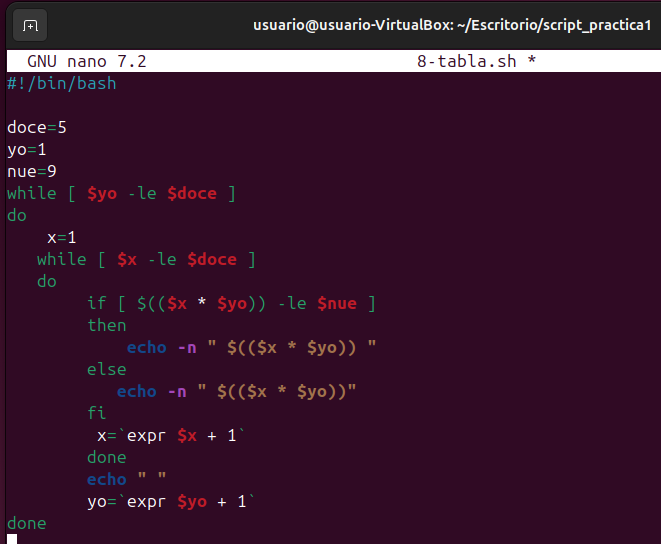 usuario@usuario-VirtualBox: ~/Escritorio/script_practica1
GNU nano 7.2 8-tabla.sh *
#!/bin/bash

doce=5
yo=1
nue=9
while [ $yo -le $doce ]
do
    x=1
   while [ $x -le $doce ]
   do
        if [ $(($x * $yo)) -le $nue ]
        then
            echo -n " $(($x * $yo)) "
        else
           echo -n " $(($x * $yo))"
        fi
         x=`expr $x + 1`
        done
        echo " "
        yo=`expr $yo + 1`
done